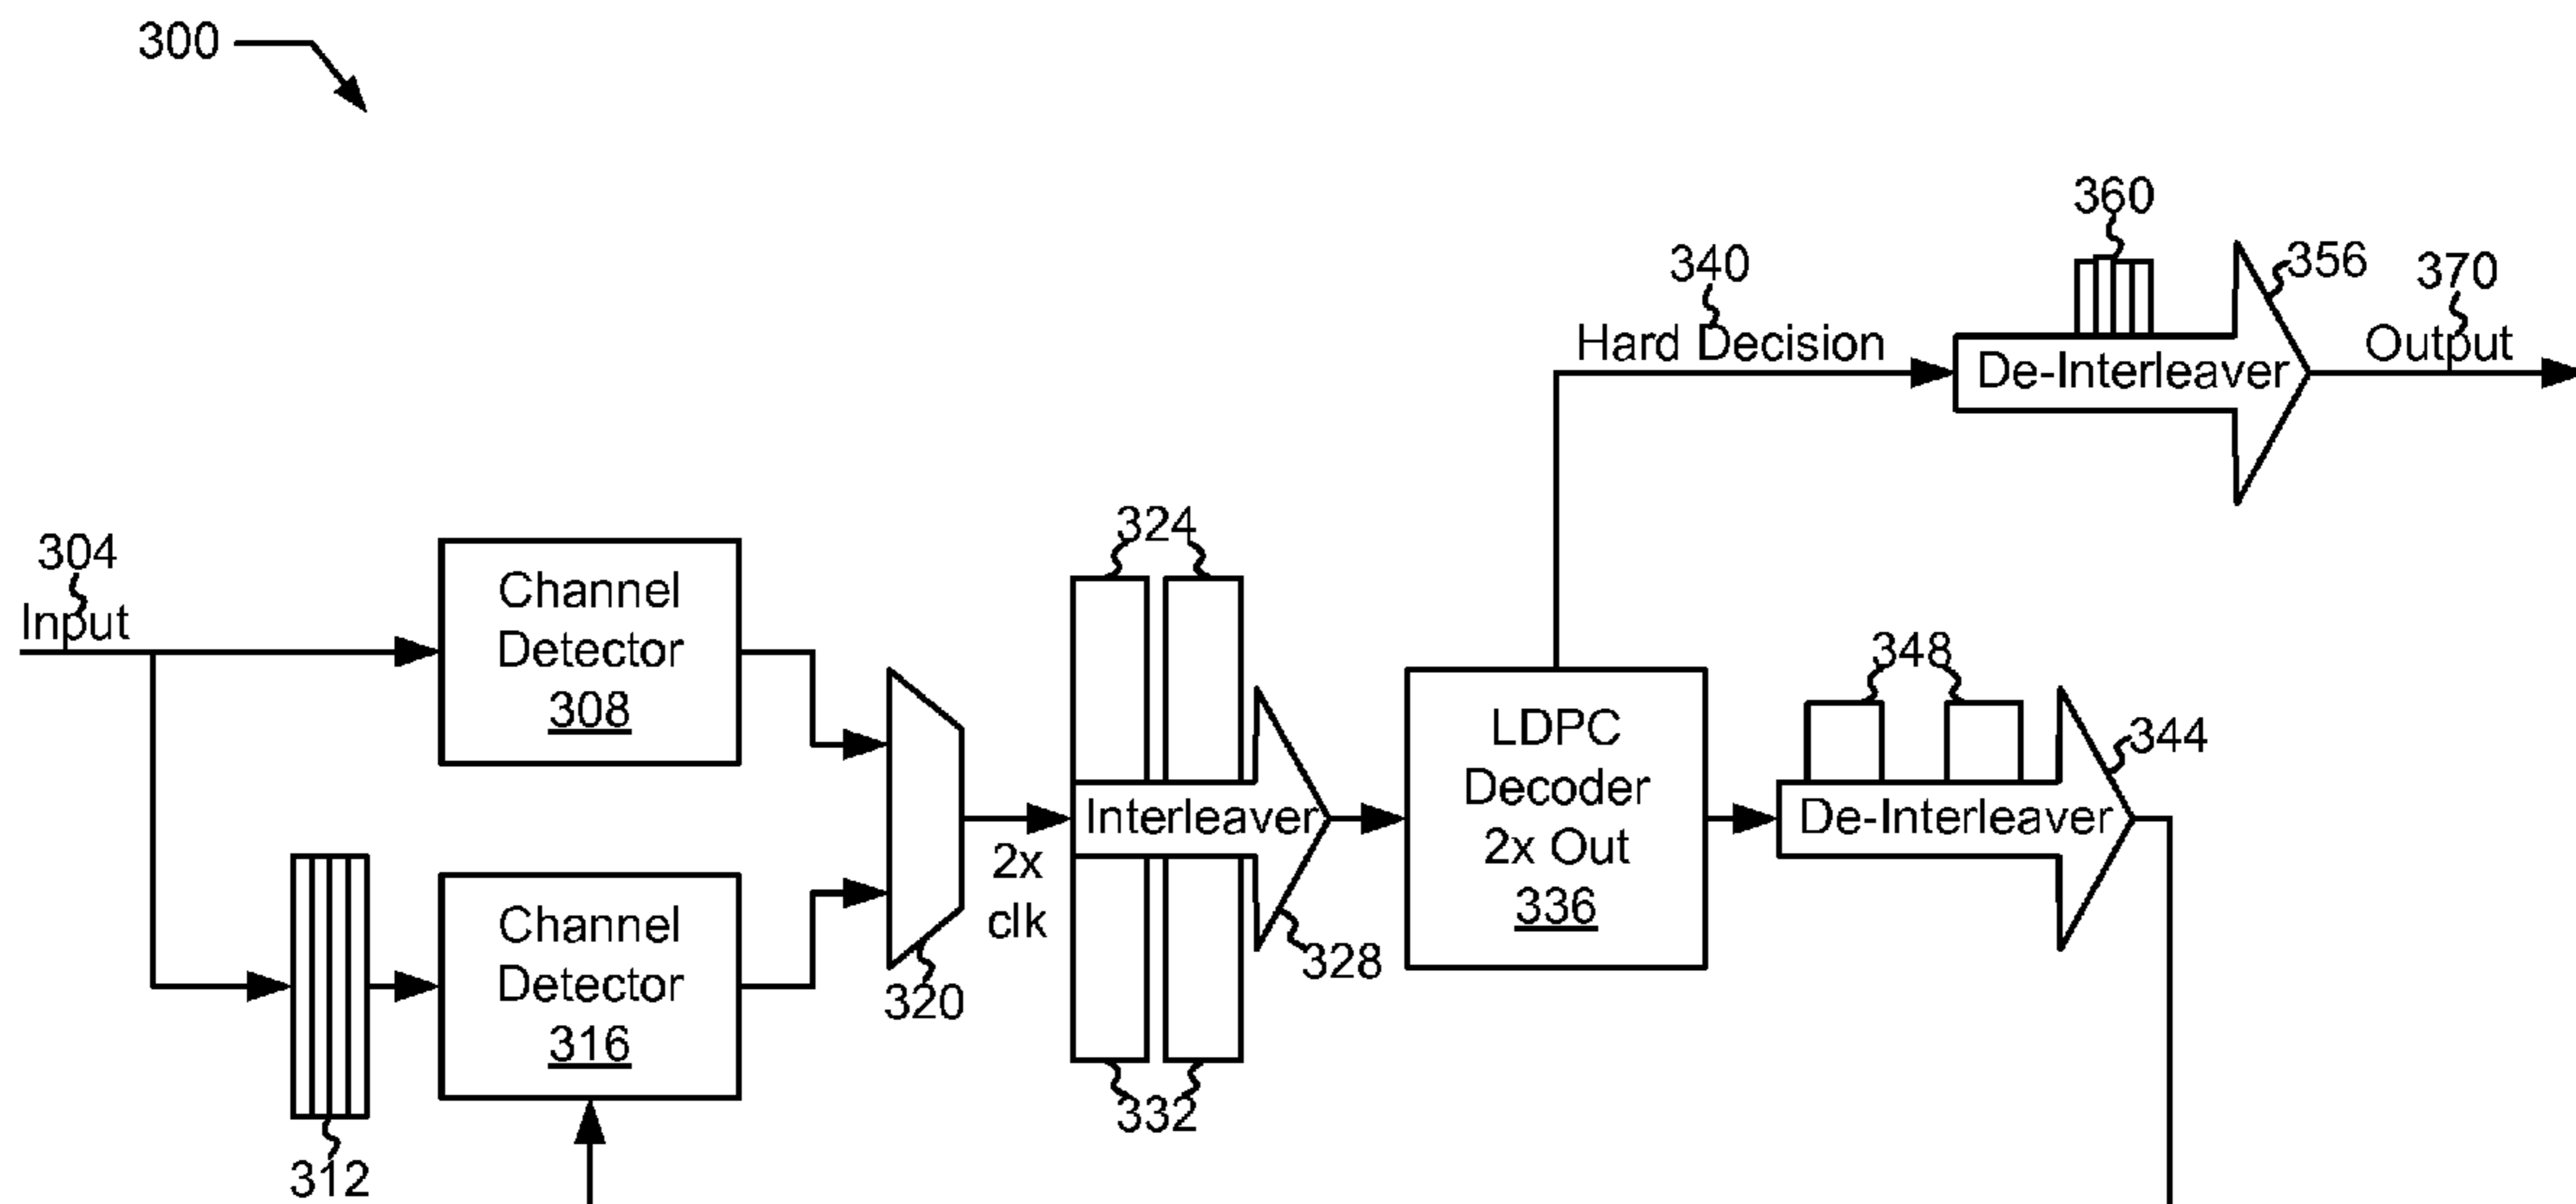 300
360
356
370
340
Hard Decision
De-Interleaver
Output
324
304
Input
Channel
Detector
308
348
344
LDPC
Decoder
2x Out
336
Interleaver
De-Interleaver
2x
clk
328
320
Channel
Detector
316
332
312